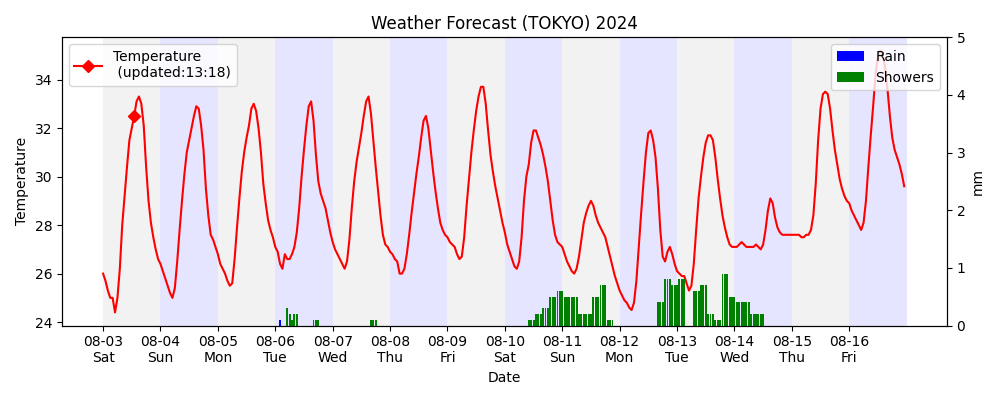 Weather Forecast (TOKYO) 2024
Temperature
(updated:13:18)
Rain
Showers
Temperature
34
32
30
28
26
24
5
4
3
2
1
0
mm
08-03 08-04 08-05 08-06 08-07 08-08 08-09 08-10 08-11 08-12 08-13 08-14 08-15 08-16
Sat Sun Mon Tue Wed Thu Fri Sat Sun Mon Tue Wed Thu Fri
Date